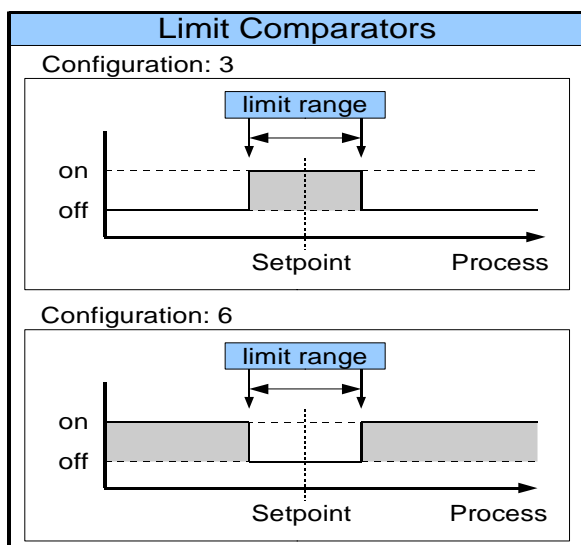 Limit Comparators
Configuration: 3
limit range
on
off
Setpoint Process
Configuration: 6
limit range
on
off
Setpoint Process